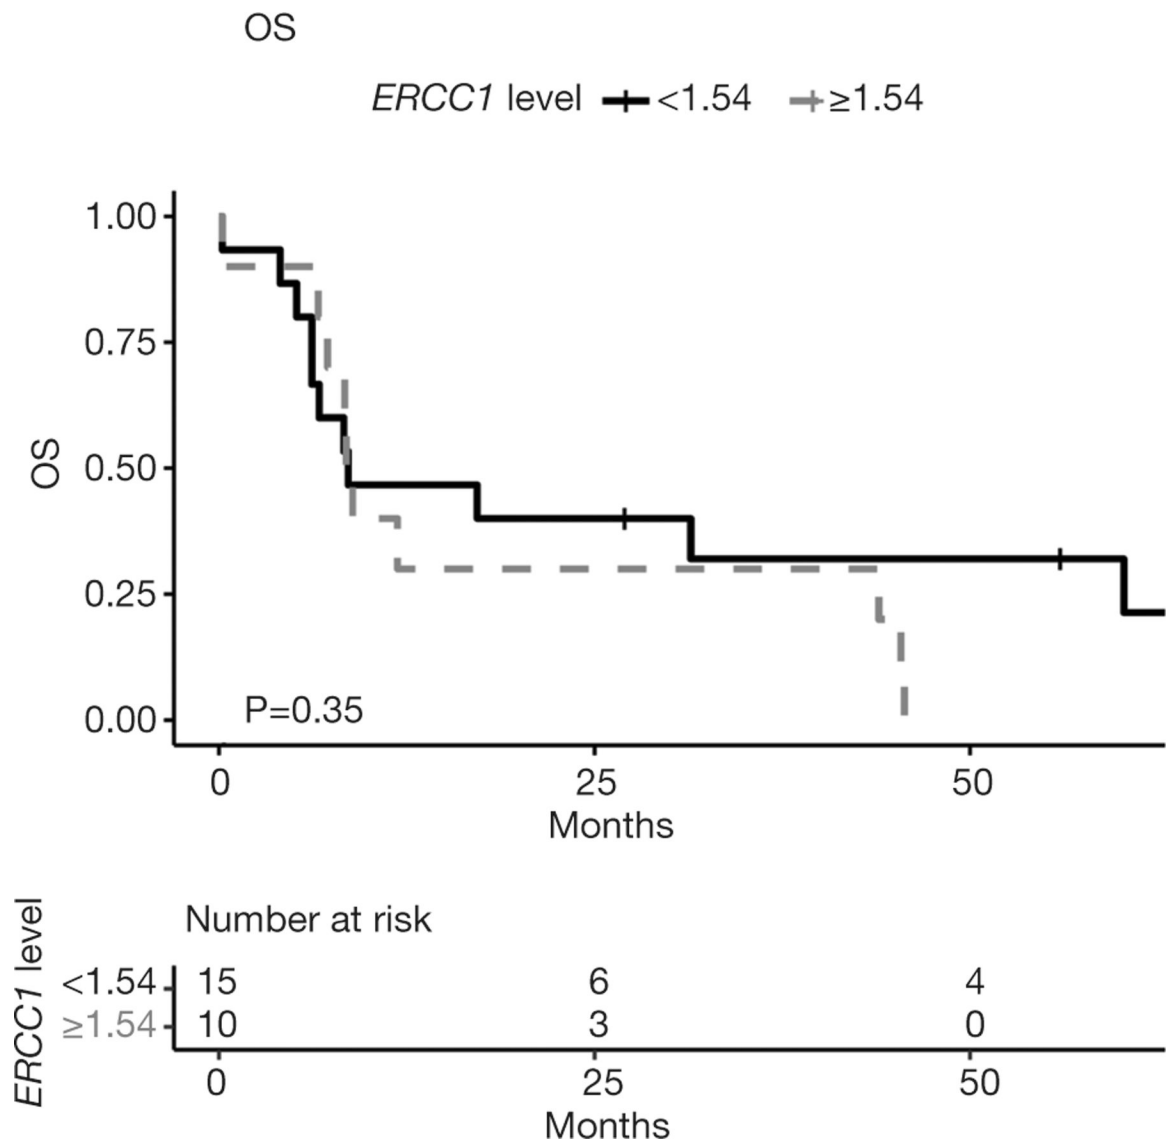 OS
ERCC1 level <1.54 ≥1.54
1.00
0.75
0.50
0.25
0.00
OS
P=0.35
0 25 50
Months
Number at risk
ERCC1 level
<1.54 15 6 4
≥1.54 10 3 0
0 25 50
Months